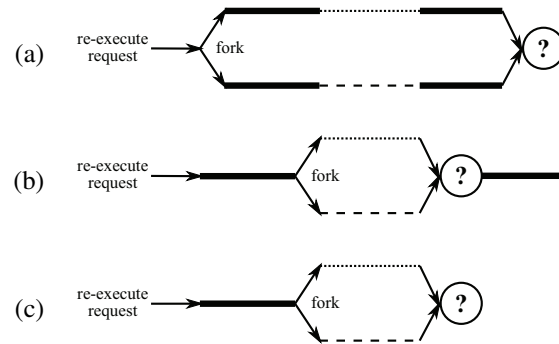 (a)
re-execute
request
fork
?
(b)
re-execute
request
fork
?
(c)
re-execute
request
fork
?